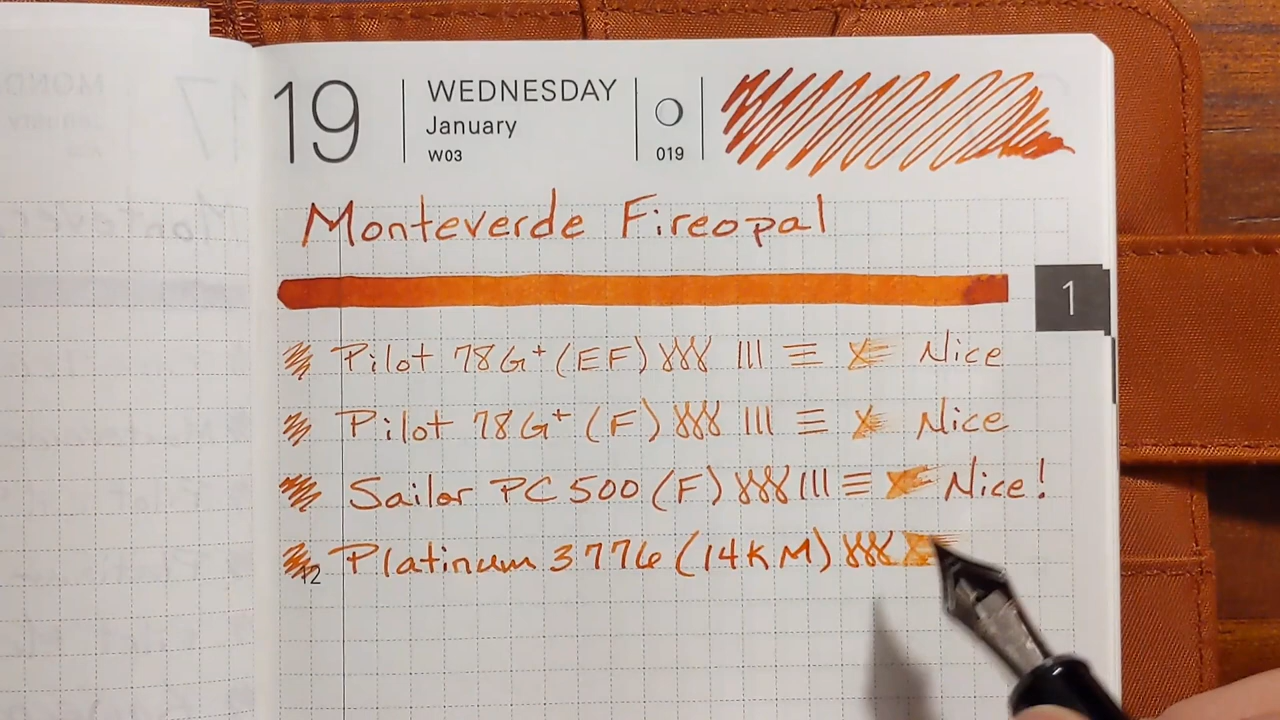 19 WEDNESDAY
January
W03 019
Monteverde Fireopal
1
Pilot 78G+ (EF) Nice
Pilot 78G+ (F) Nice
Sailor PC 500 (F) Nice!
Platinum 3776 (14K M)
12